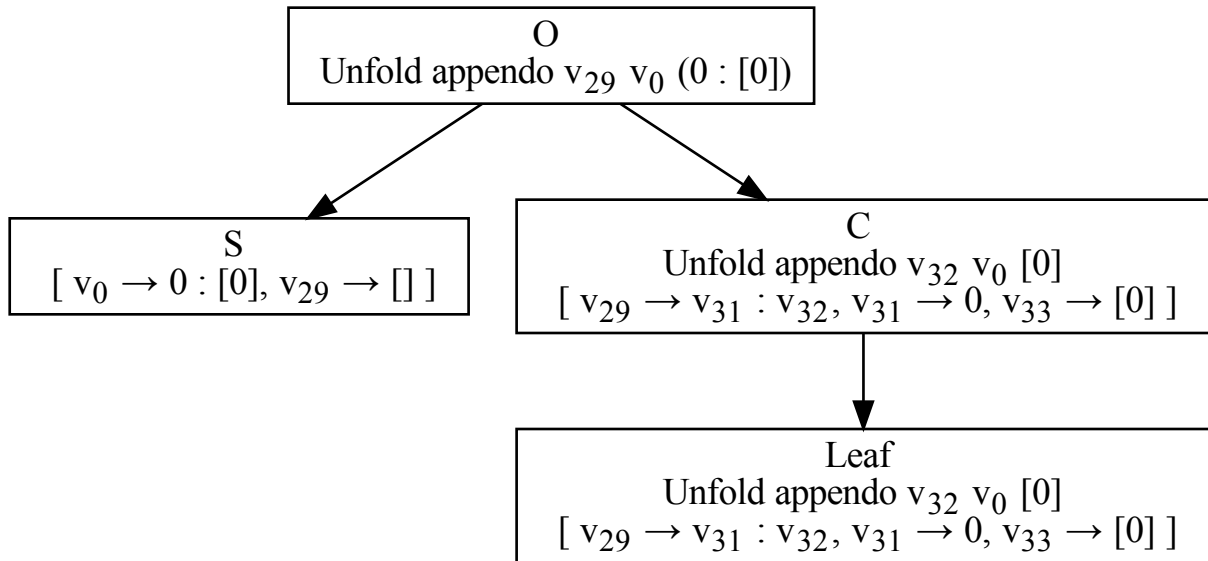 O
Unfold appendo v₂₉ v₀ (0 : [0])
S
[ v₀ → 0 : [0], v₂₉ → [] ]
C
Unfold appendo v₃₂ v₀ [0]
[ v₂₉ → v₃₁ : v₃₂, v₃₁ → 0, v₃₃ → [0] ]
Leaf
Unfold appendo v₃₂ v₀ [0]
[ v₂₉ → v₃₁ : v₃₂, v₃₁ → 0, v₃₃ → [0] ]